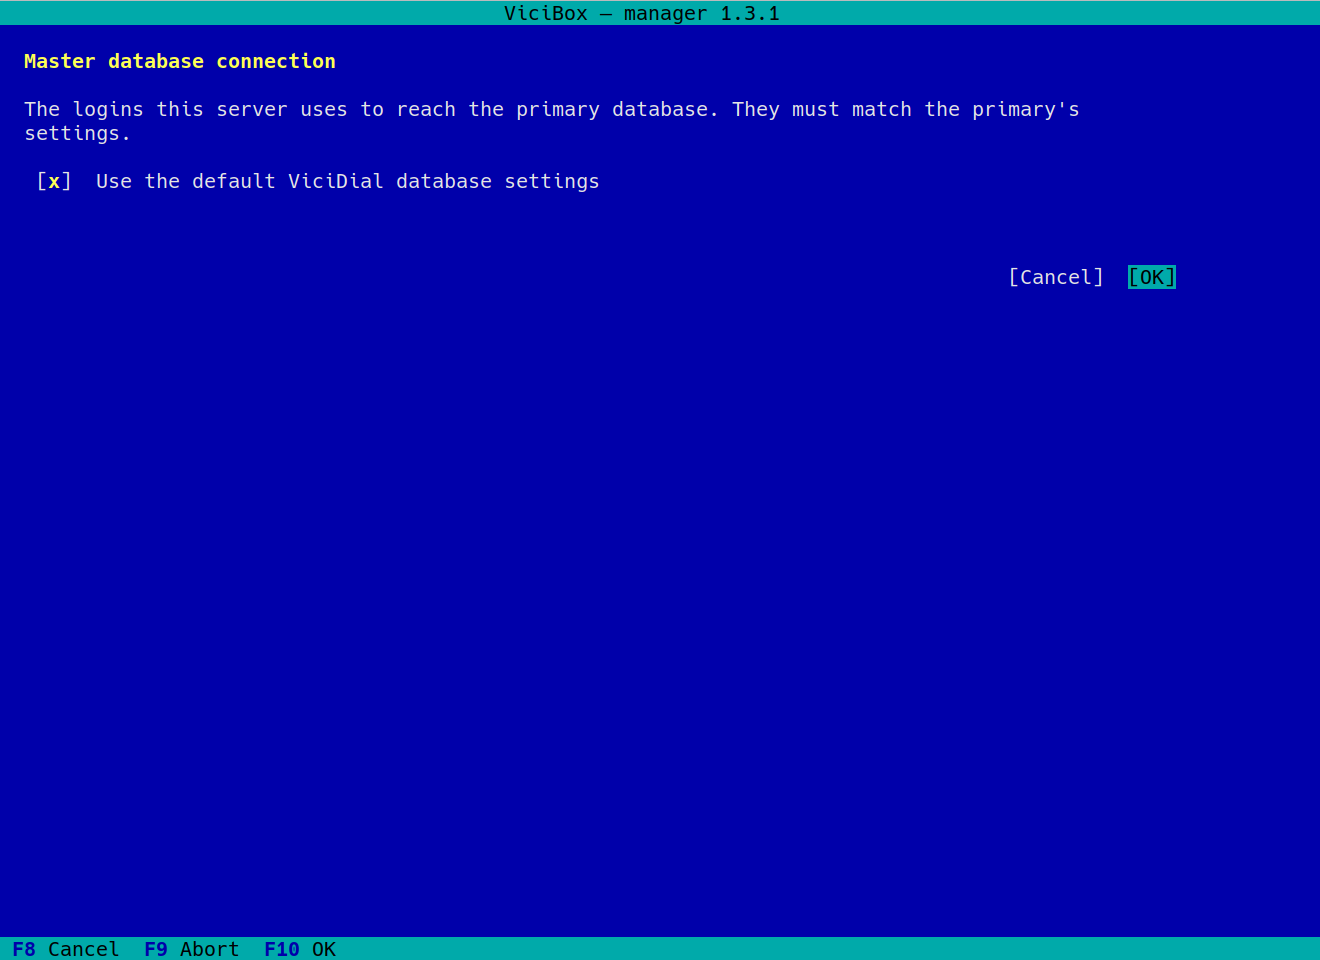 ViciBox — manager 1.3.1
Master database connection
The logins this server uses to reach the primary database. They must match the primary's
settings.
[x]  Use the default ViciDial database settings
[Cancel]  [OK]
F8 Cancel  F9 Abort  F10 OK